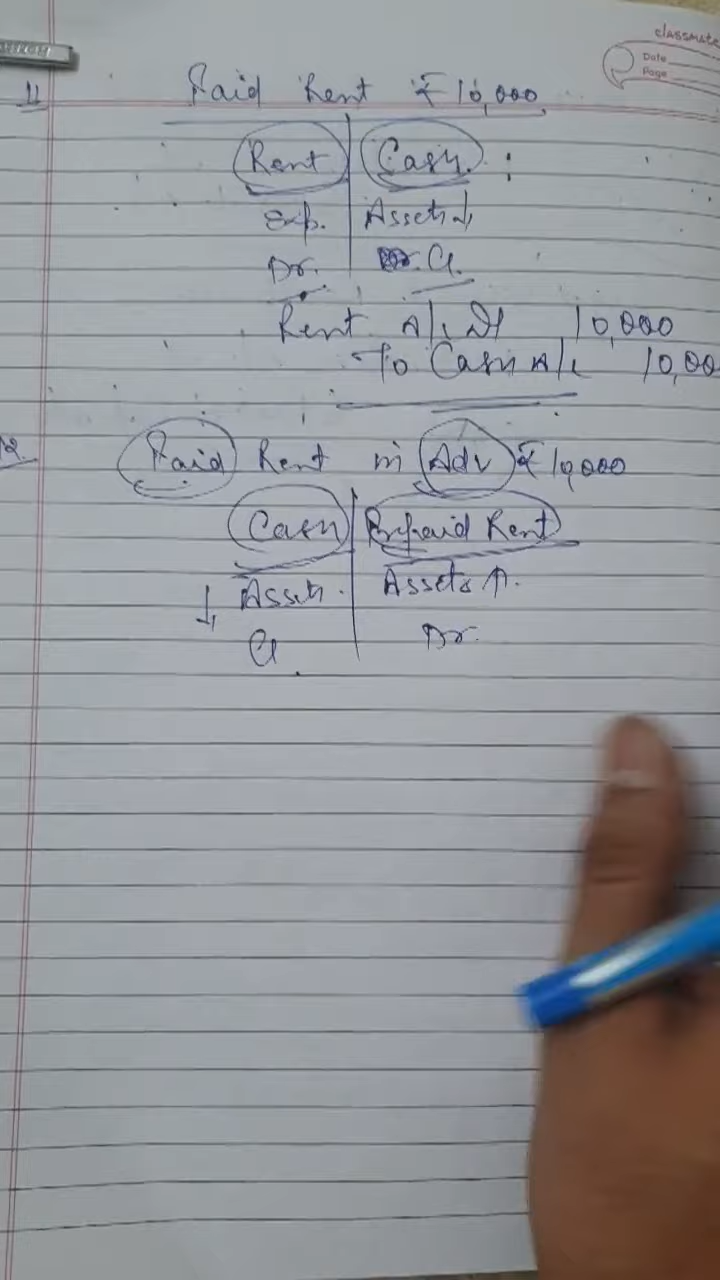 classmate
Date
Page
11 Paid Rent ₹ 10,000
Rent Cash :
Exp. Assets ↓
Dr. Cr.
Rent A/c Dr 10,000
To Cash A/c 10,00
12. Paid Rent in Adv ₹ 10,000
Cash Prepaid Rent
↓ Assets. Assets ↑.
Cr Dr.